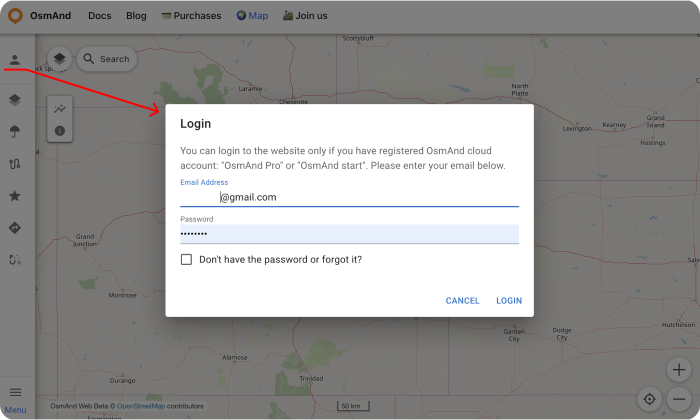 OsmAnd Docs Blog Purchases Map Join us
Scottsbluff
Search
Laramie
Cheyenne
North
Platte
Lexington
Kearney
Grand
Island
Hastings
Login
You can login to the website only if you have registered OsmAnd cloud
account: "OsmAnd Pro" or "OsmAnd start". Please enter your email below.
Email Address
@gmail.com
Password
••••••••
Don't have the password or forgot it?
CANCEL LOGIN
Grand
Junction
Montrose
Garden
City
Dodge
City
Hutchinson
Alamosa
Durango
Trinidad
Menu
OsmAnd Web Beta © OpenStreetMap contributors
50 km